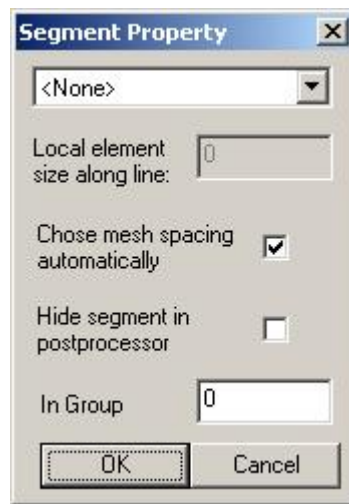 Segment Property
<None>
Local element
size along line:
0
Chose mesh spacing
automatically
Hide segment in
postprocessor
In Group
0
OK
Cancel